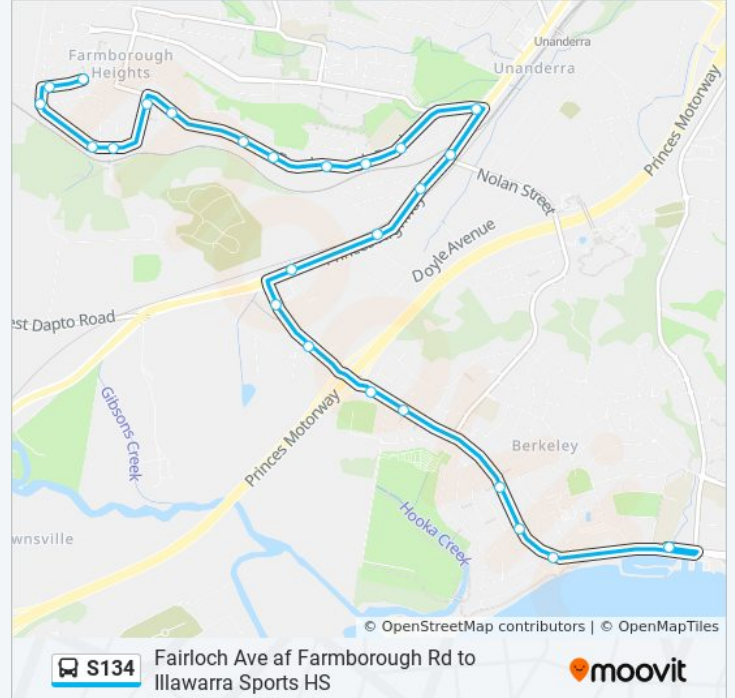 Farmborough
Heights
Unanderra
Unanderra
Princes Motorway
Nolan Street
Doyle Avenue
est Dapto Road
Gibsons Creek
Princes Motorway
Berkeley
Hooka Creek
wnsville
© OpenStreetMap contributors | © OpenMapTiles
S134
Fairloch Ave af Farmborough Rd to
Illawarra Sports HS
moovit